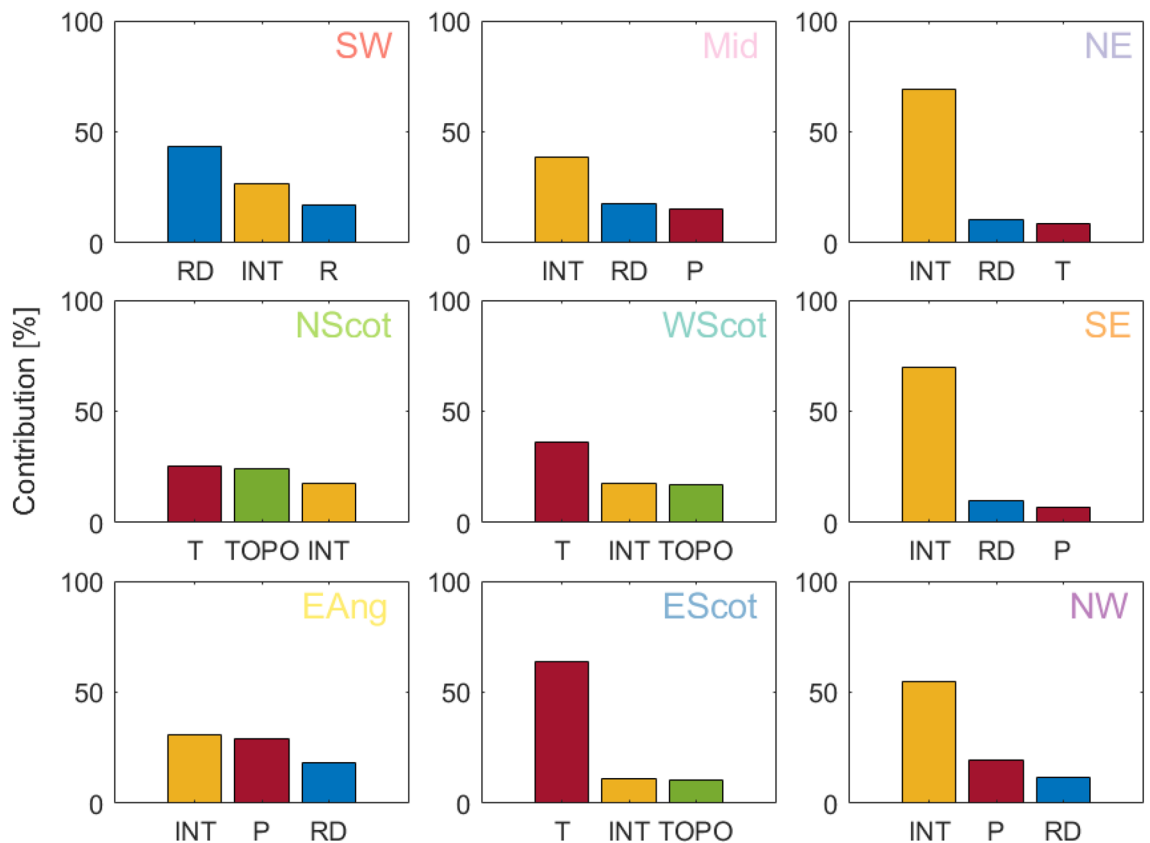 Contribution [%]
100
50
0
SW
RD INT R
100
50
0
Mid
INT RD P
100
50
0
NE
INT RD T
100
50
0
NScot
T TOPO INT
100
50
0
WScot
T INT TOPO
100
50
0
SE
INT RD P
100
50
0
EAng
INT P RD
100
50
0
EScot
T INT TOPO
100
50
0
NW
INT P RD